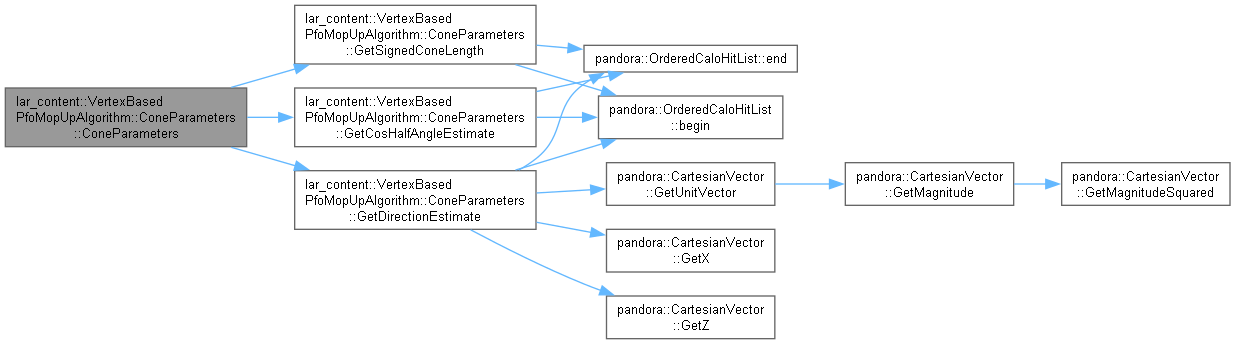 lar_content::VertexBased
PfoMopUpAlgorithm::ConeParameters
::ConeParameters
lar_content::VertexBased
PfoMopUpAlgorithm::ConeParameters
::GetSignedConeLength
lar_content::VertexBased
PfoMopUpAlgorithm::ConeParameters
::GetCosHalfAngleEstimate
lar_content::VertexBased
PfoMopUpAlgorithm::ConeParameters
::GetDirectionEstimate
pandora::OrderedCaloHitList::end
pandora::OrderedCaloHitList
::begin
pandora::CartesianVector
::GetUnitVector
pandora::CartesianVector
::GetX
pandora::CartesianVector
::GetZ
pandora::CartesianVector
::GetMagnitude
pandora::CartesianVector
::GetMagnitudeSquared